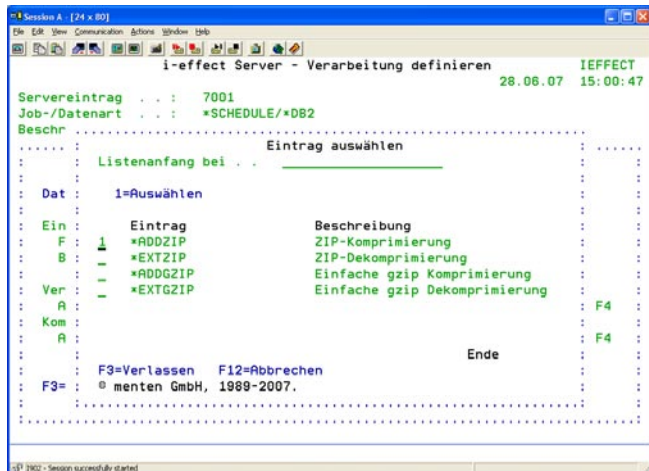 Session A - [24 x 80]
File Edit View Communication Actions Window Help
i-effect Server - Verarbeitung definieren IEFFECT
28.06.07 15:00:47
Servereintrag . . : 7001
Job-/Datenart . . : *SCHEDULE/*DB2
Beschr
Eintrag auswählen
Listenanfang bei . .
Dat 1=Auswählen
Ein Eintrag Beschreibung
F 1 *ADDZIP ZIP-Komprimierung
B *EXTZIP ZIP-Dekomprimierung
*ADDGZIP Einfache gzip Komprimierung
Ver *EXTGZIP Einfache gzip Dekomprimierung
A F4
Kom
A F4
Ende
F3=Verlassen F12=Abbrechen
F3= © menten GmbH, 1989-2007.
I902 - Session successfully started